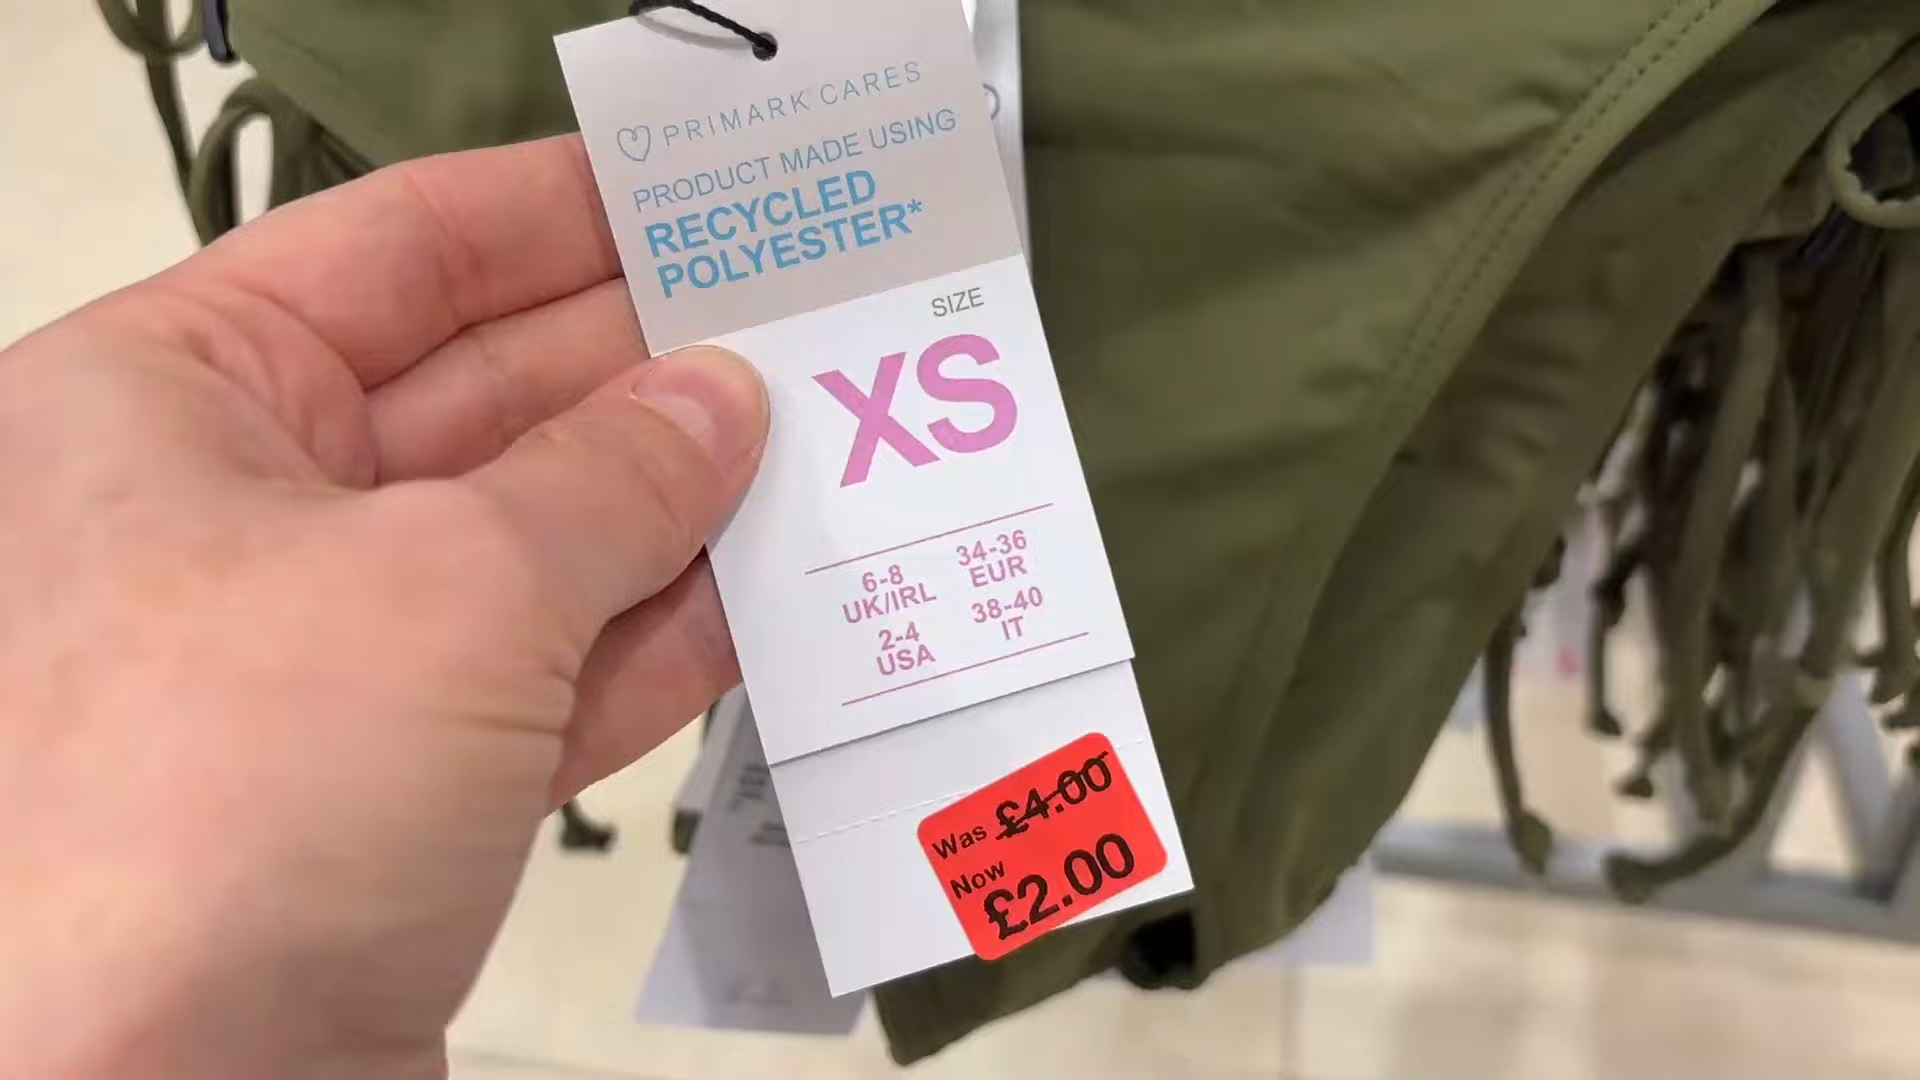 PRIMARK CARES
PRODUCT MADE USING
RECYCLED
POLYESTER*
SIZE
XS
6-8
UK/IRL
34-36
EUR
2-4
USA
38-40
IT
Was £4.00
Now
£2.00